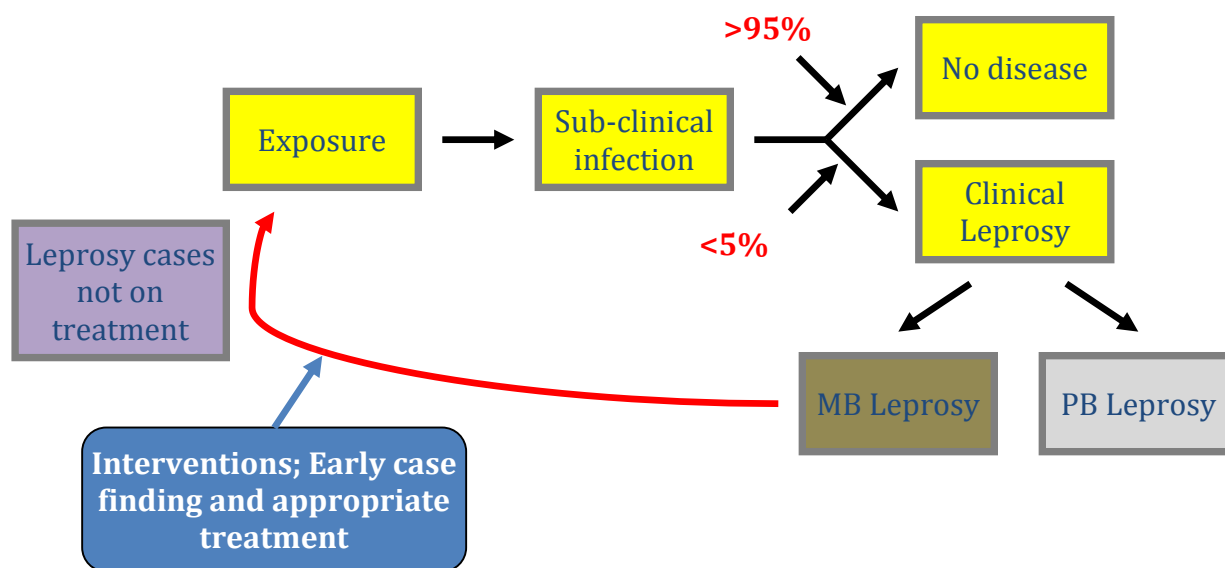 >95%
No disease
Exposure
Sub-clinical
infection
Clinical
Leprosy
<5%
Leprosy cases
not on
treatment
MB Leprosy
PB Leprosy
Interventions; Early case
finding and appropriate
treatment